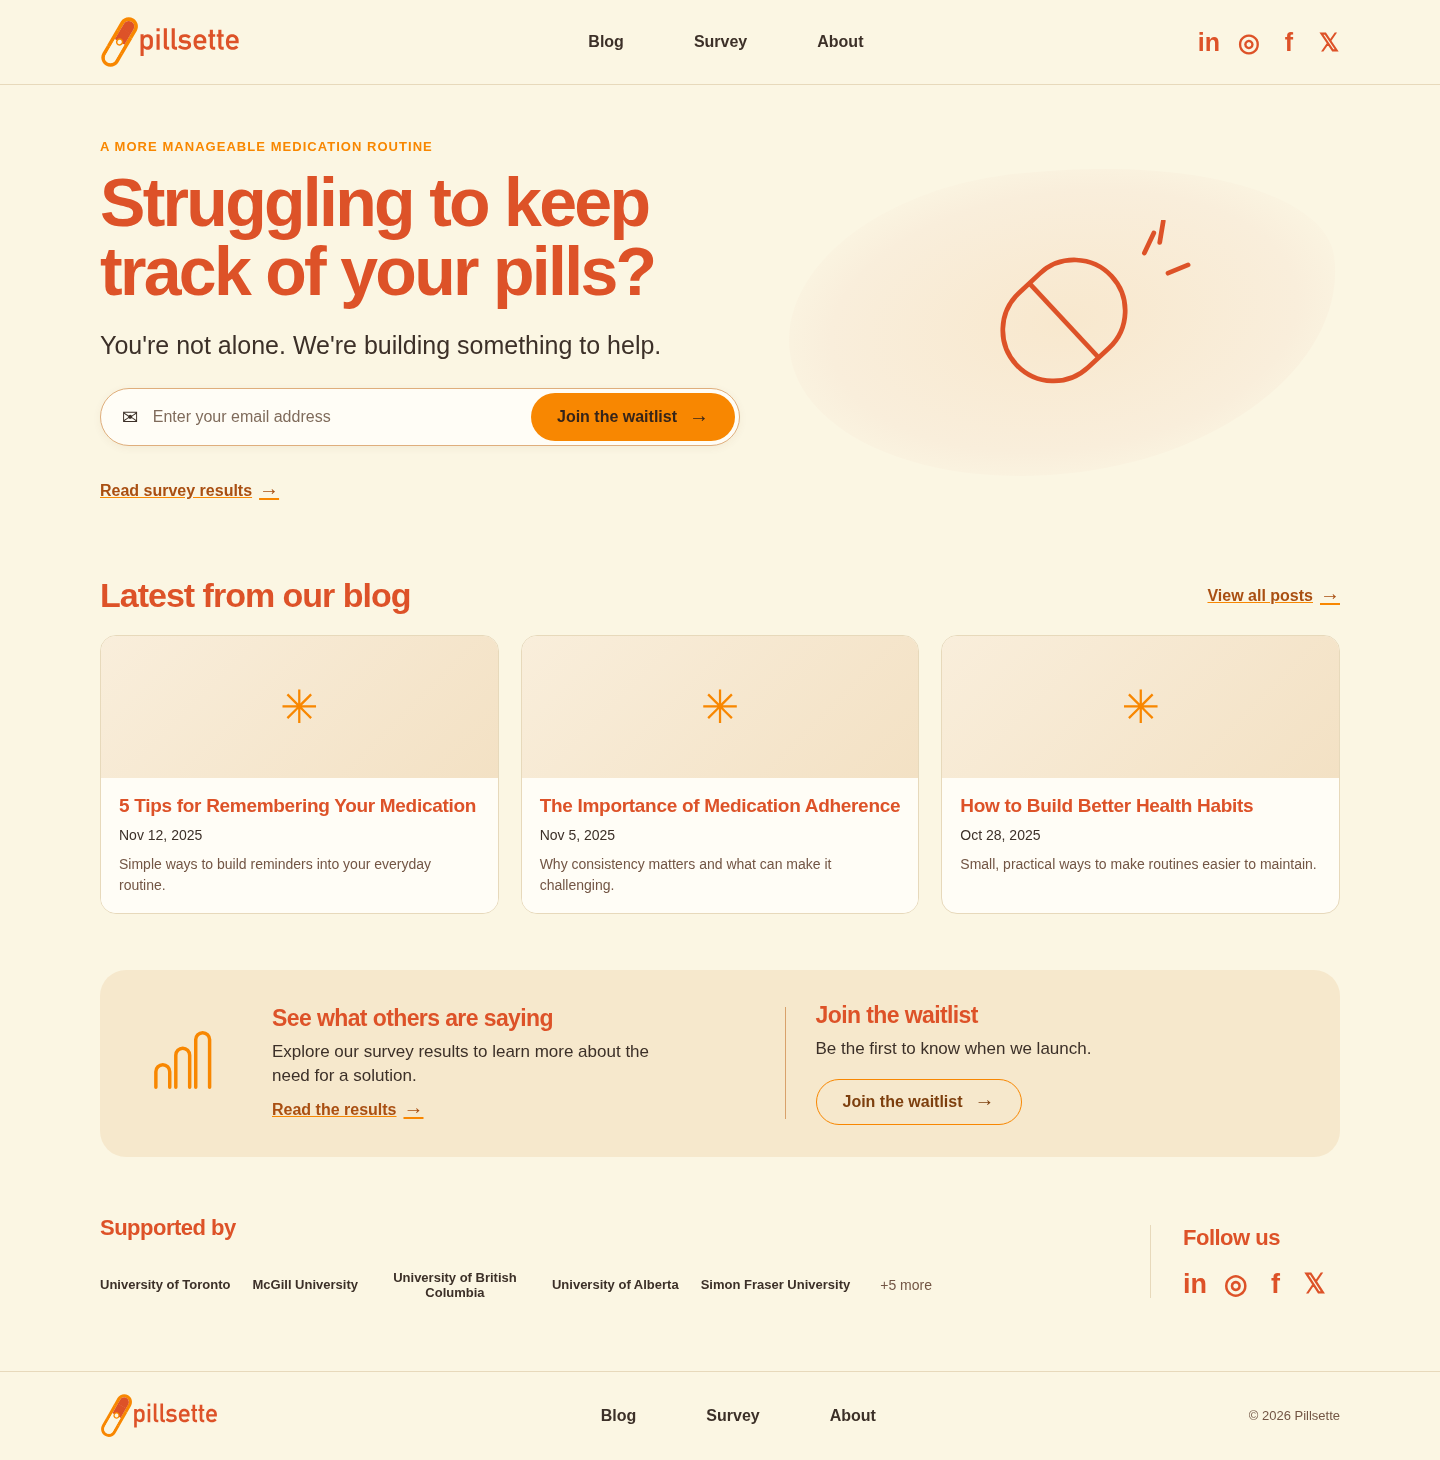 pillsette
Blog
Survey
About
in
f
𝕏
A MORE MANAGEABLE MEDICATION ROUTINE
Struggling to keep
track of your pills?
You're not alone. We're building something to help.
✉ Enter your email address
Join the waitlist →
Read survey results →
Latest from our blog
View all posts →
5 Tips for Remembering Your Medication
Nov 12, 2025
Simple ways to build reminders into your everyday
routine.
The Importance of Medication Adherence
Nov 5, 2025
Why consistency matters and what can make it
challenging.
How to Build Better Health Habits
Oct 28, 2025
Small, practical ways to make routines easier to maintain.
See what others are saying
Explore our survey results to learn more about the
need for a solution.
Read the results →
Join the waitlist
Be the first to know when we launch.
Join the waitlist →
Supported by
University of Toronto
McGill University
University of British
Columbia
University of Alberta
Simon Fraser University
+5 more
Follow us
in
f
𝕏
pillsette
Blog
Survey
About
© 2026 Pillsette